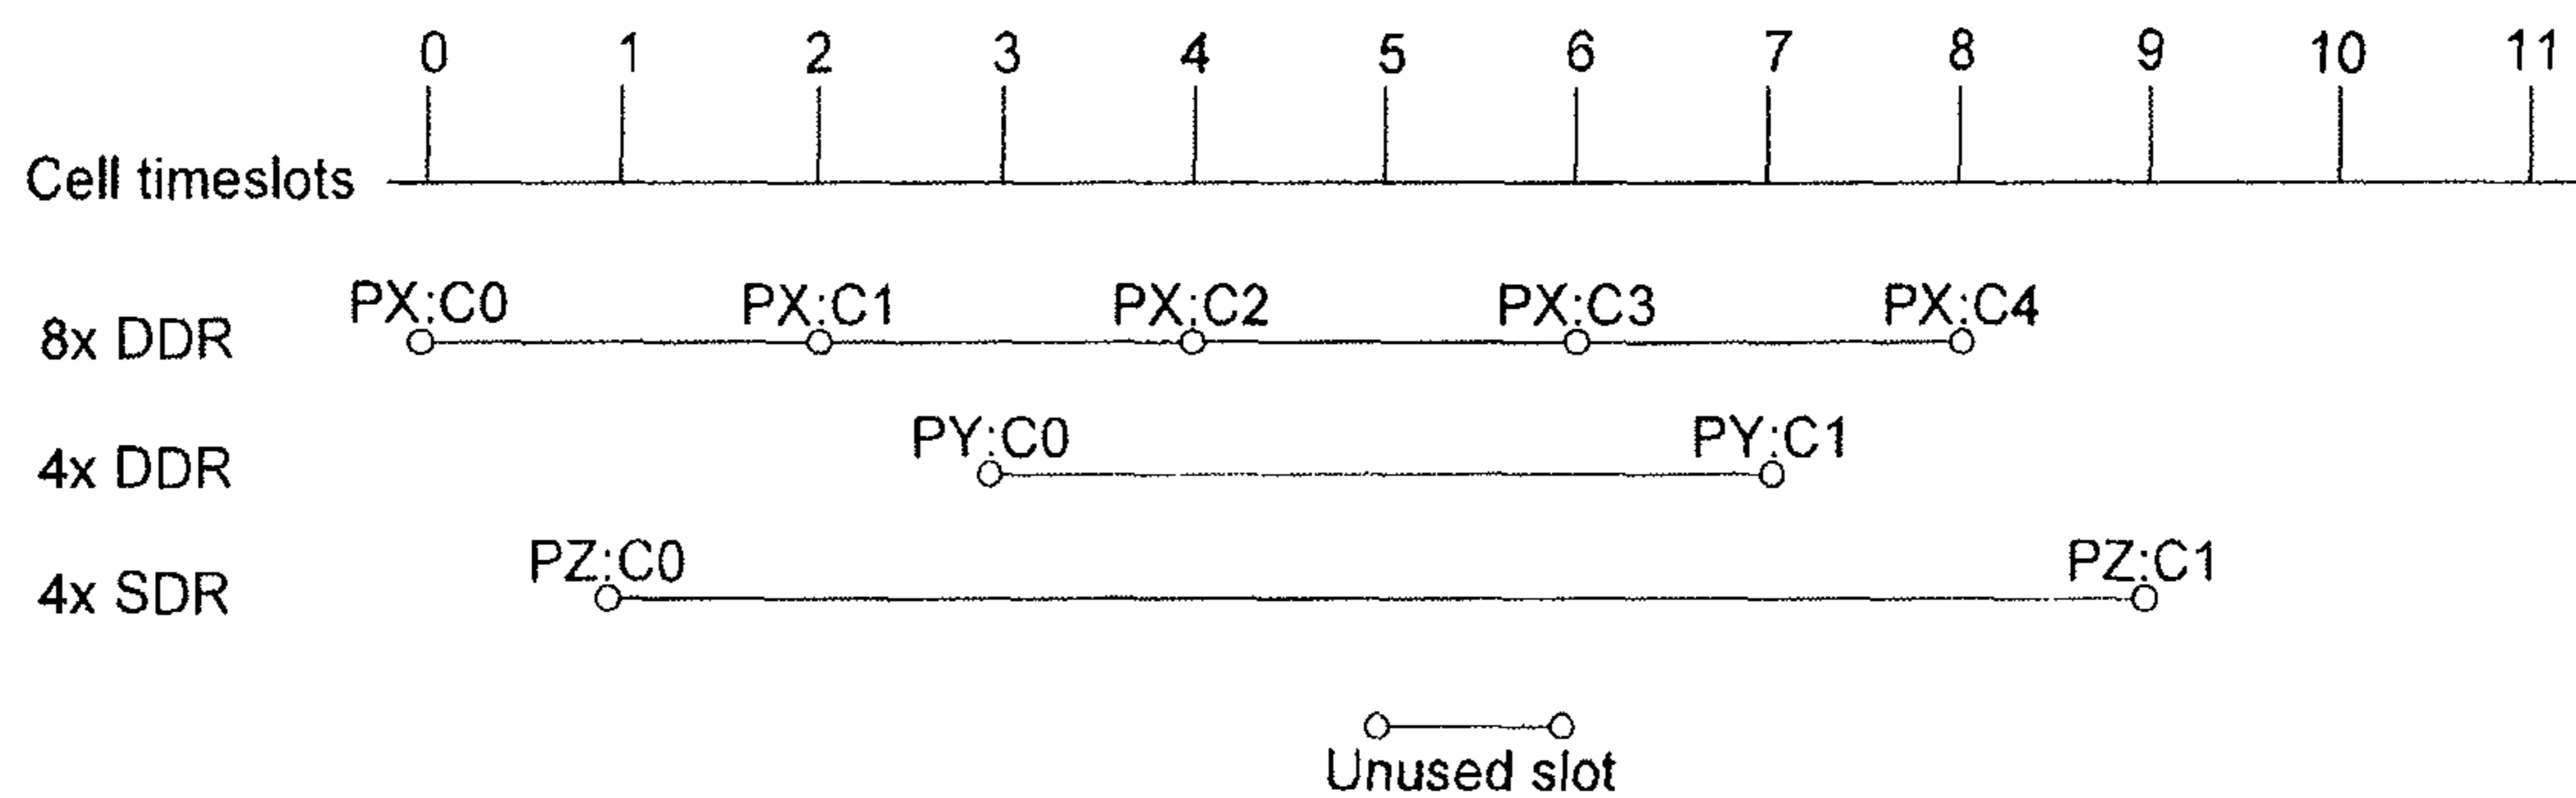 0 1 2 3 4 5 6 7 8 9 10 11
Cell timeslots
PX:C0 PX:C1 PX:C2 PX:C3 PX:C4
8x DDR
PY:C0 PY:C1
4x DDR
PZ:C0 PZ:C1
4x SDR
Unused slot